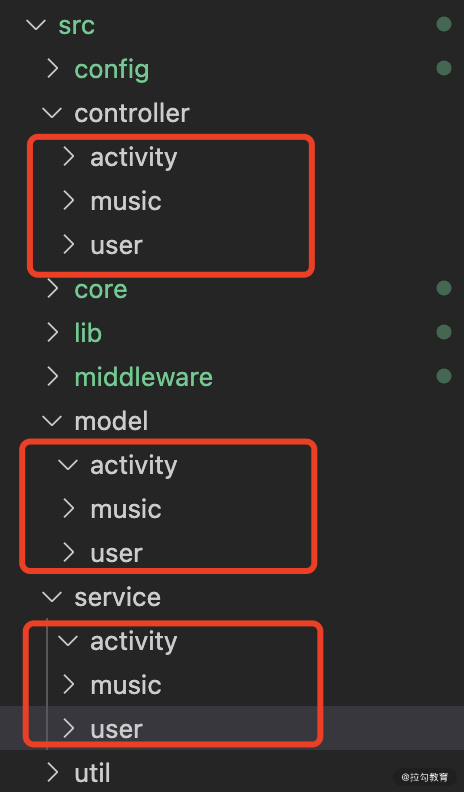 src
config
controller
activity
music
user
core
lib
middleware
model
activity
music
user
service
activity
music
user
util
@拉勾教育